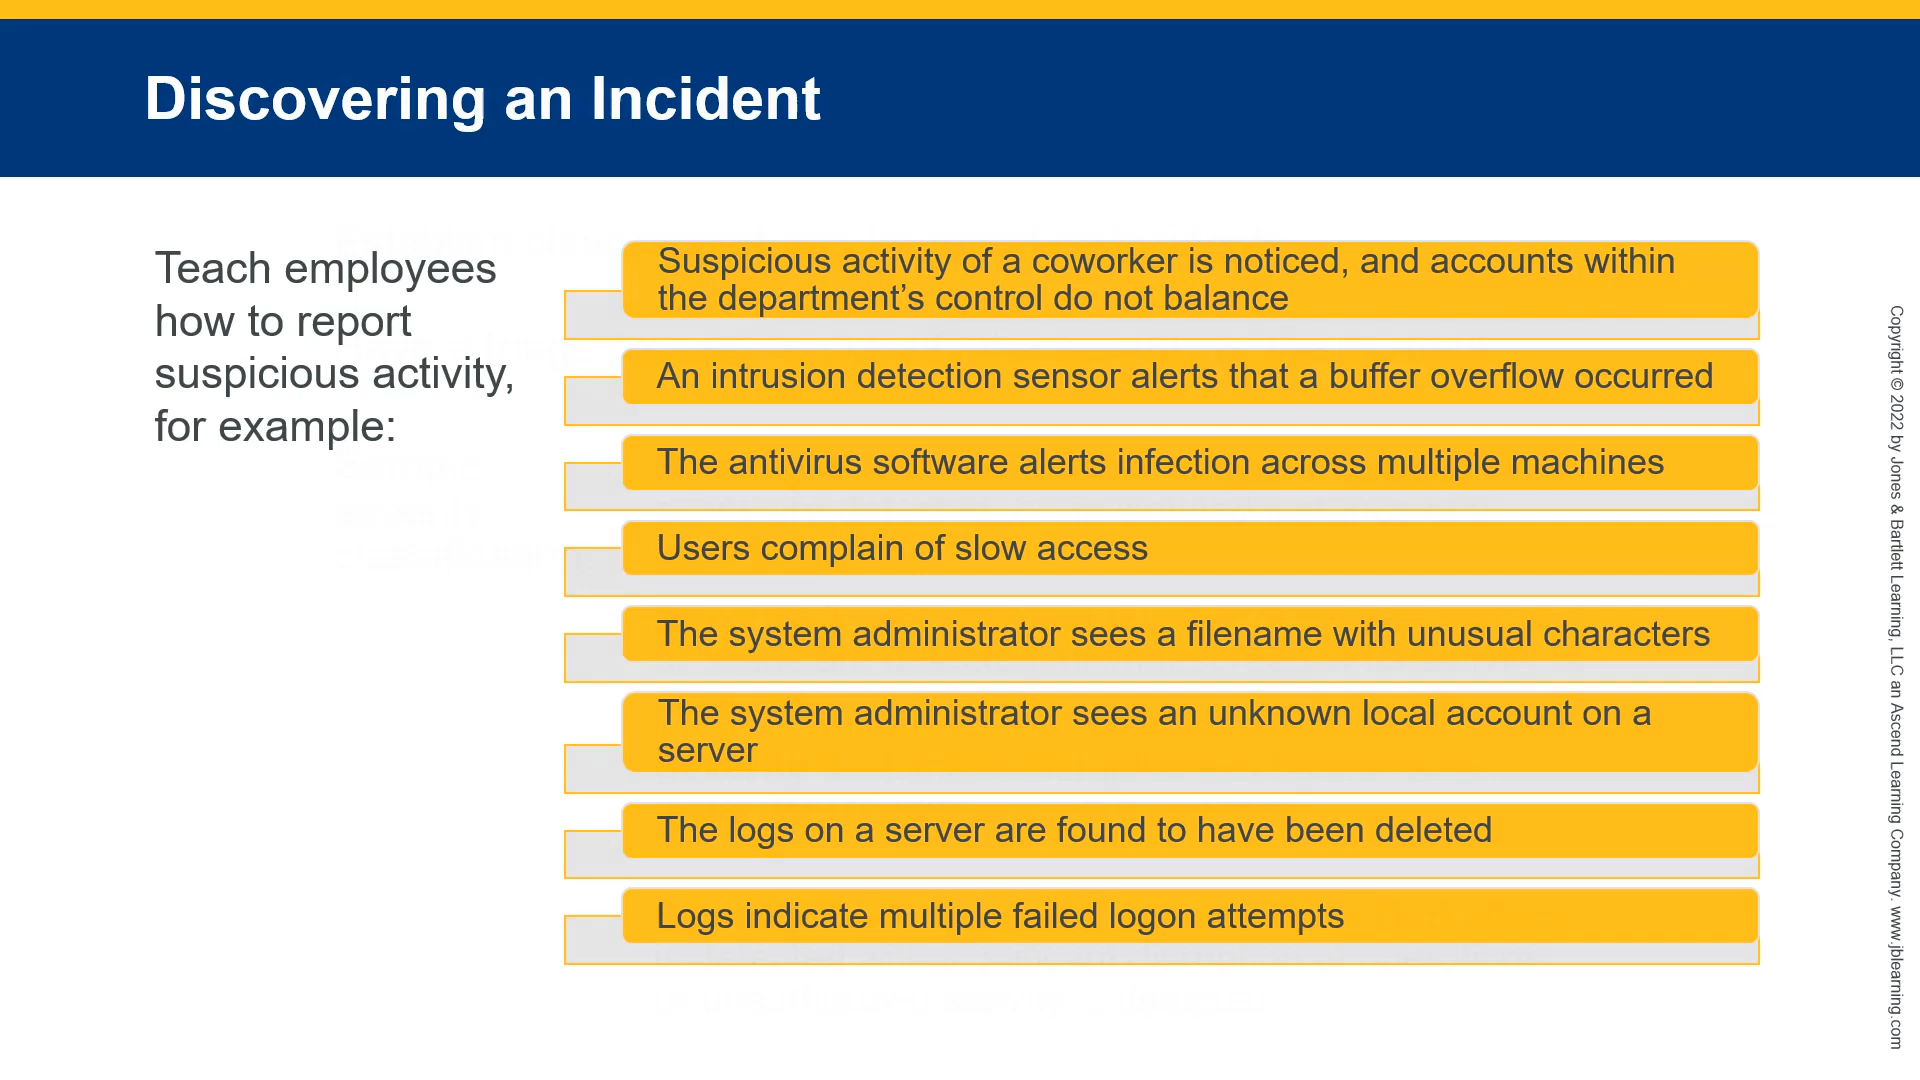 Discovering an Incident
Teach employees
how to report
suspicious activity,
for example:
Suspicious activity of a coworker is noticed, and accounts within
the department’s control do not balance
An intrusion detection sensor alerts that a buffer overflow occurred
The antivirus software alerts infection across multiple machines
Users complain of slow access
The system administrator sees a filename with unusual characters
The system administrator sees an unknown local account on a
server
The logs on a server are found to have been deleted
Logs indicate multiple failed logon attempts
Copyright © 2022 by Jones & Bartlett Learning, LLC an Ascend Learning Company. www.jblearning.com